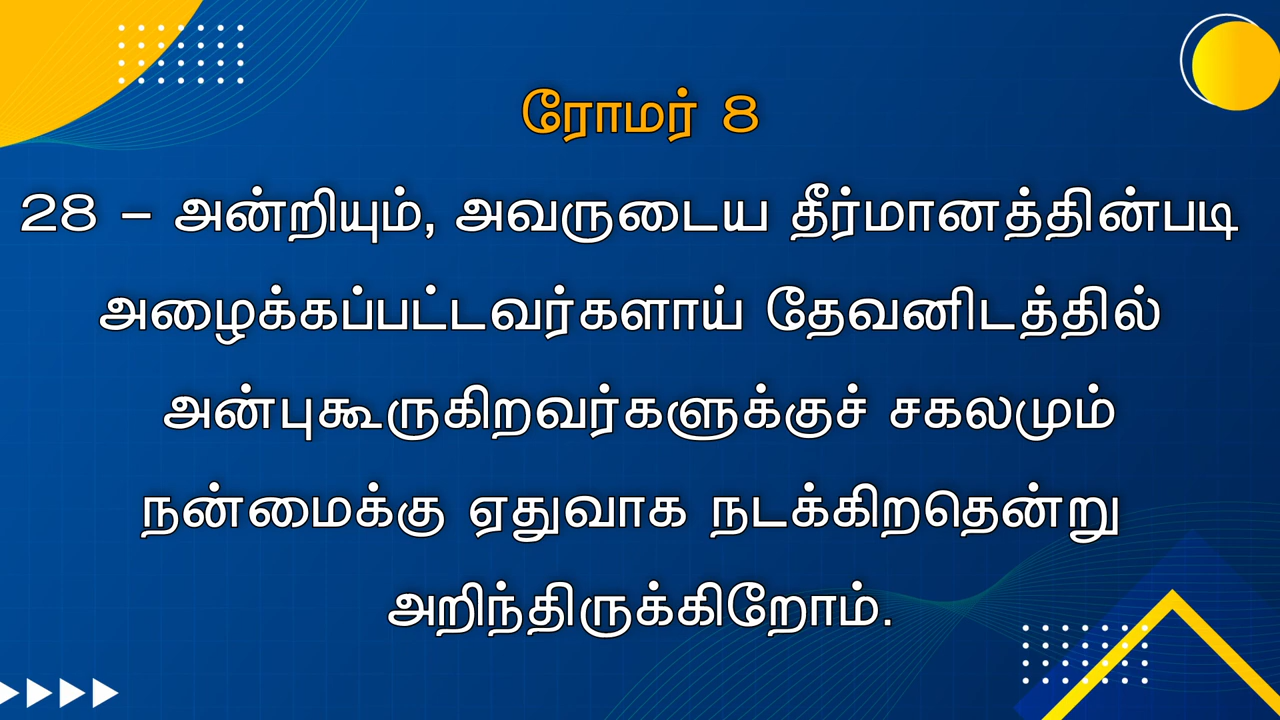 ரோமர் 8
28 – அன்றியும், அவருடைய தீர்மானத்தின்படி
அழைக்கப்பட்டவர்களாய் தேவனிடத்தில்
அன்புகூருகிறவர்களுக்குச் சகலமும்
நன்மைக்கு ஏதுவாக நடக்கிறதென்று
அறிந்திருக்கிறோம்.